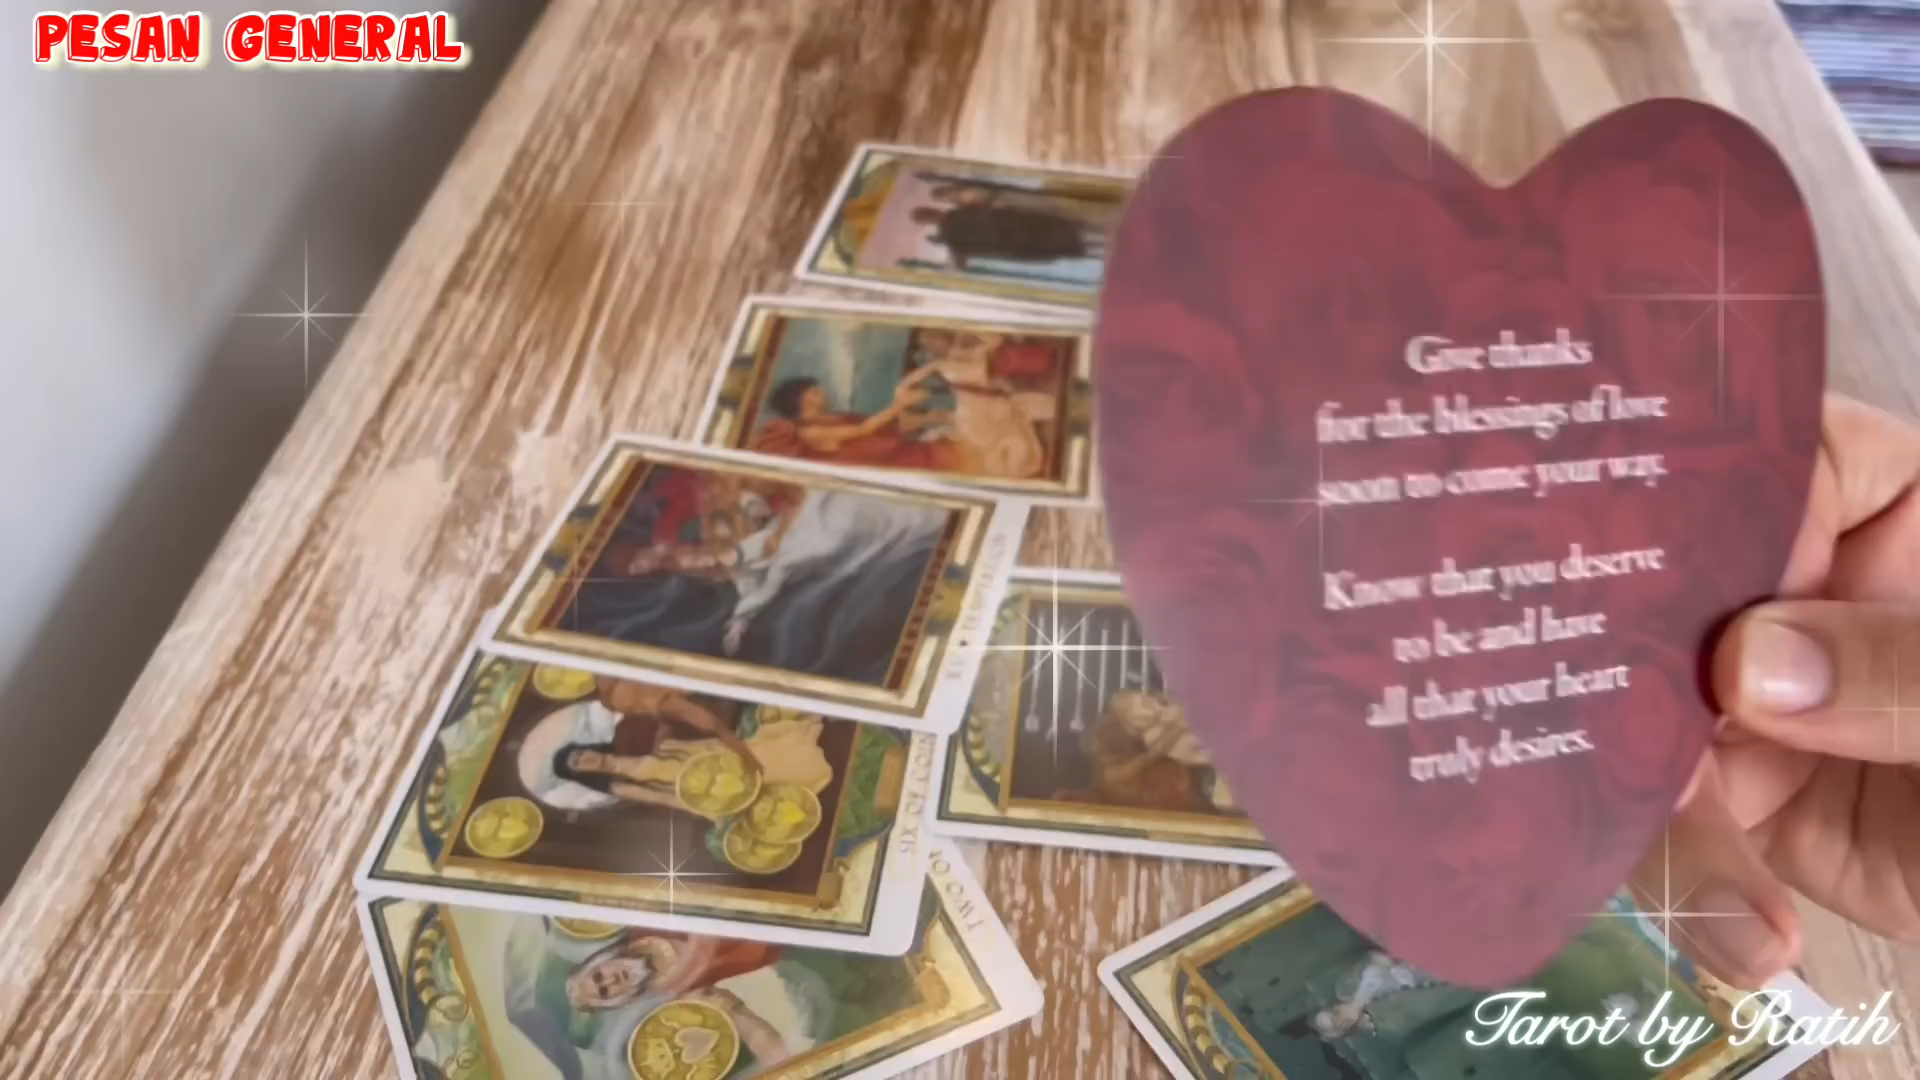 PESAN GENERAL
Give thanks
for the blessings of love
soon to come your way.
Know that you deserve
to be and have
all that your heart
truly desires.
SIX OF COINS
TWO OF
Tarot by Ratih